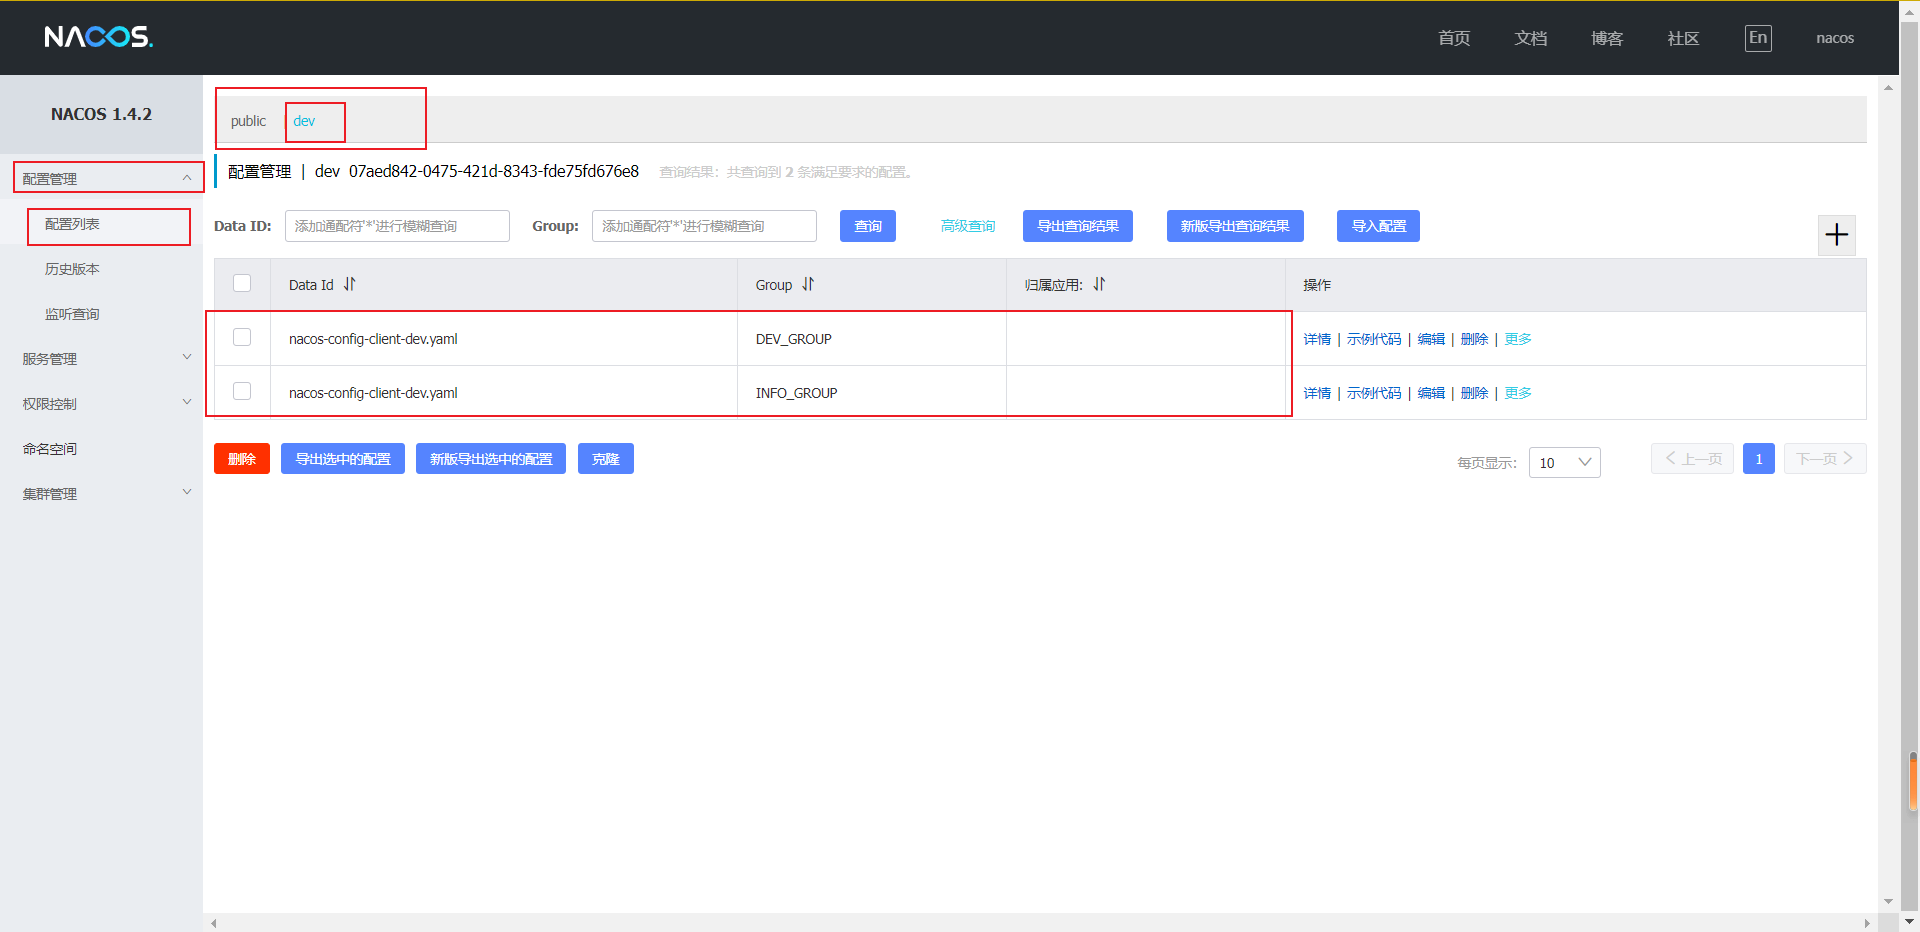 NACOS.
首页 文档 博客 社区 En nacos
NACOS 1.4.2
配置管理
配置列表
历史版本
监听查询
服务管理
权限控制
命名空间
集群管理
public dev
配置管理 | dev 07aed842-0475-421d-8343-fde75fd676e8 查询结果：共查询到 2 条满足要求的配置。
Data ID: 添加通配符'*'进行模糊查询 Group: 添加通配符'*'进行模糊查询 查询 高级查询 导出查询结果 新版导出查询结果 导入配置
Data Id Group 归属应用: 操作
nacos-config-client-dev.yaml DEV_GROUP 详情 | 示例代码 | 编辑 | 删除 | 更多
nacos-config-client-dev.yaml INFO_GROUP 详情 | 示例代码 | 编辑 | 删除 | 更多
删除 导出选中的配置 新版导出选中的配置 克隆 每页显示: 10 上一页 1 下一页